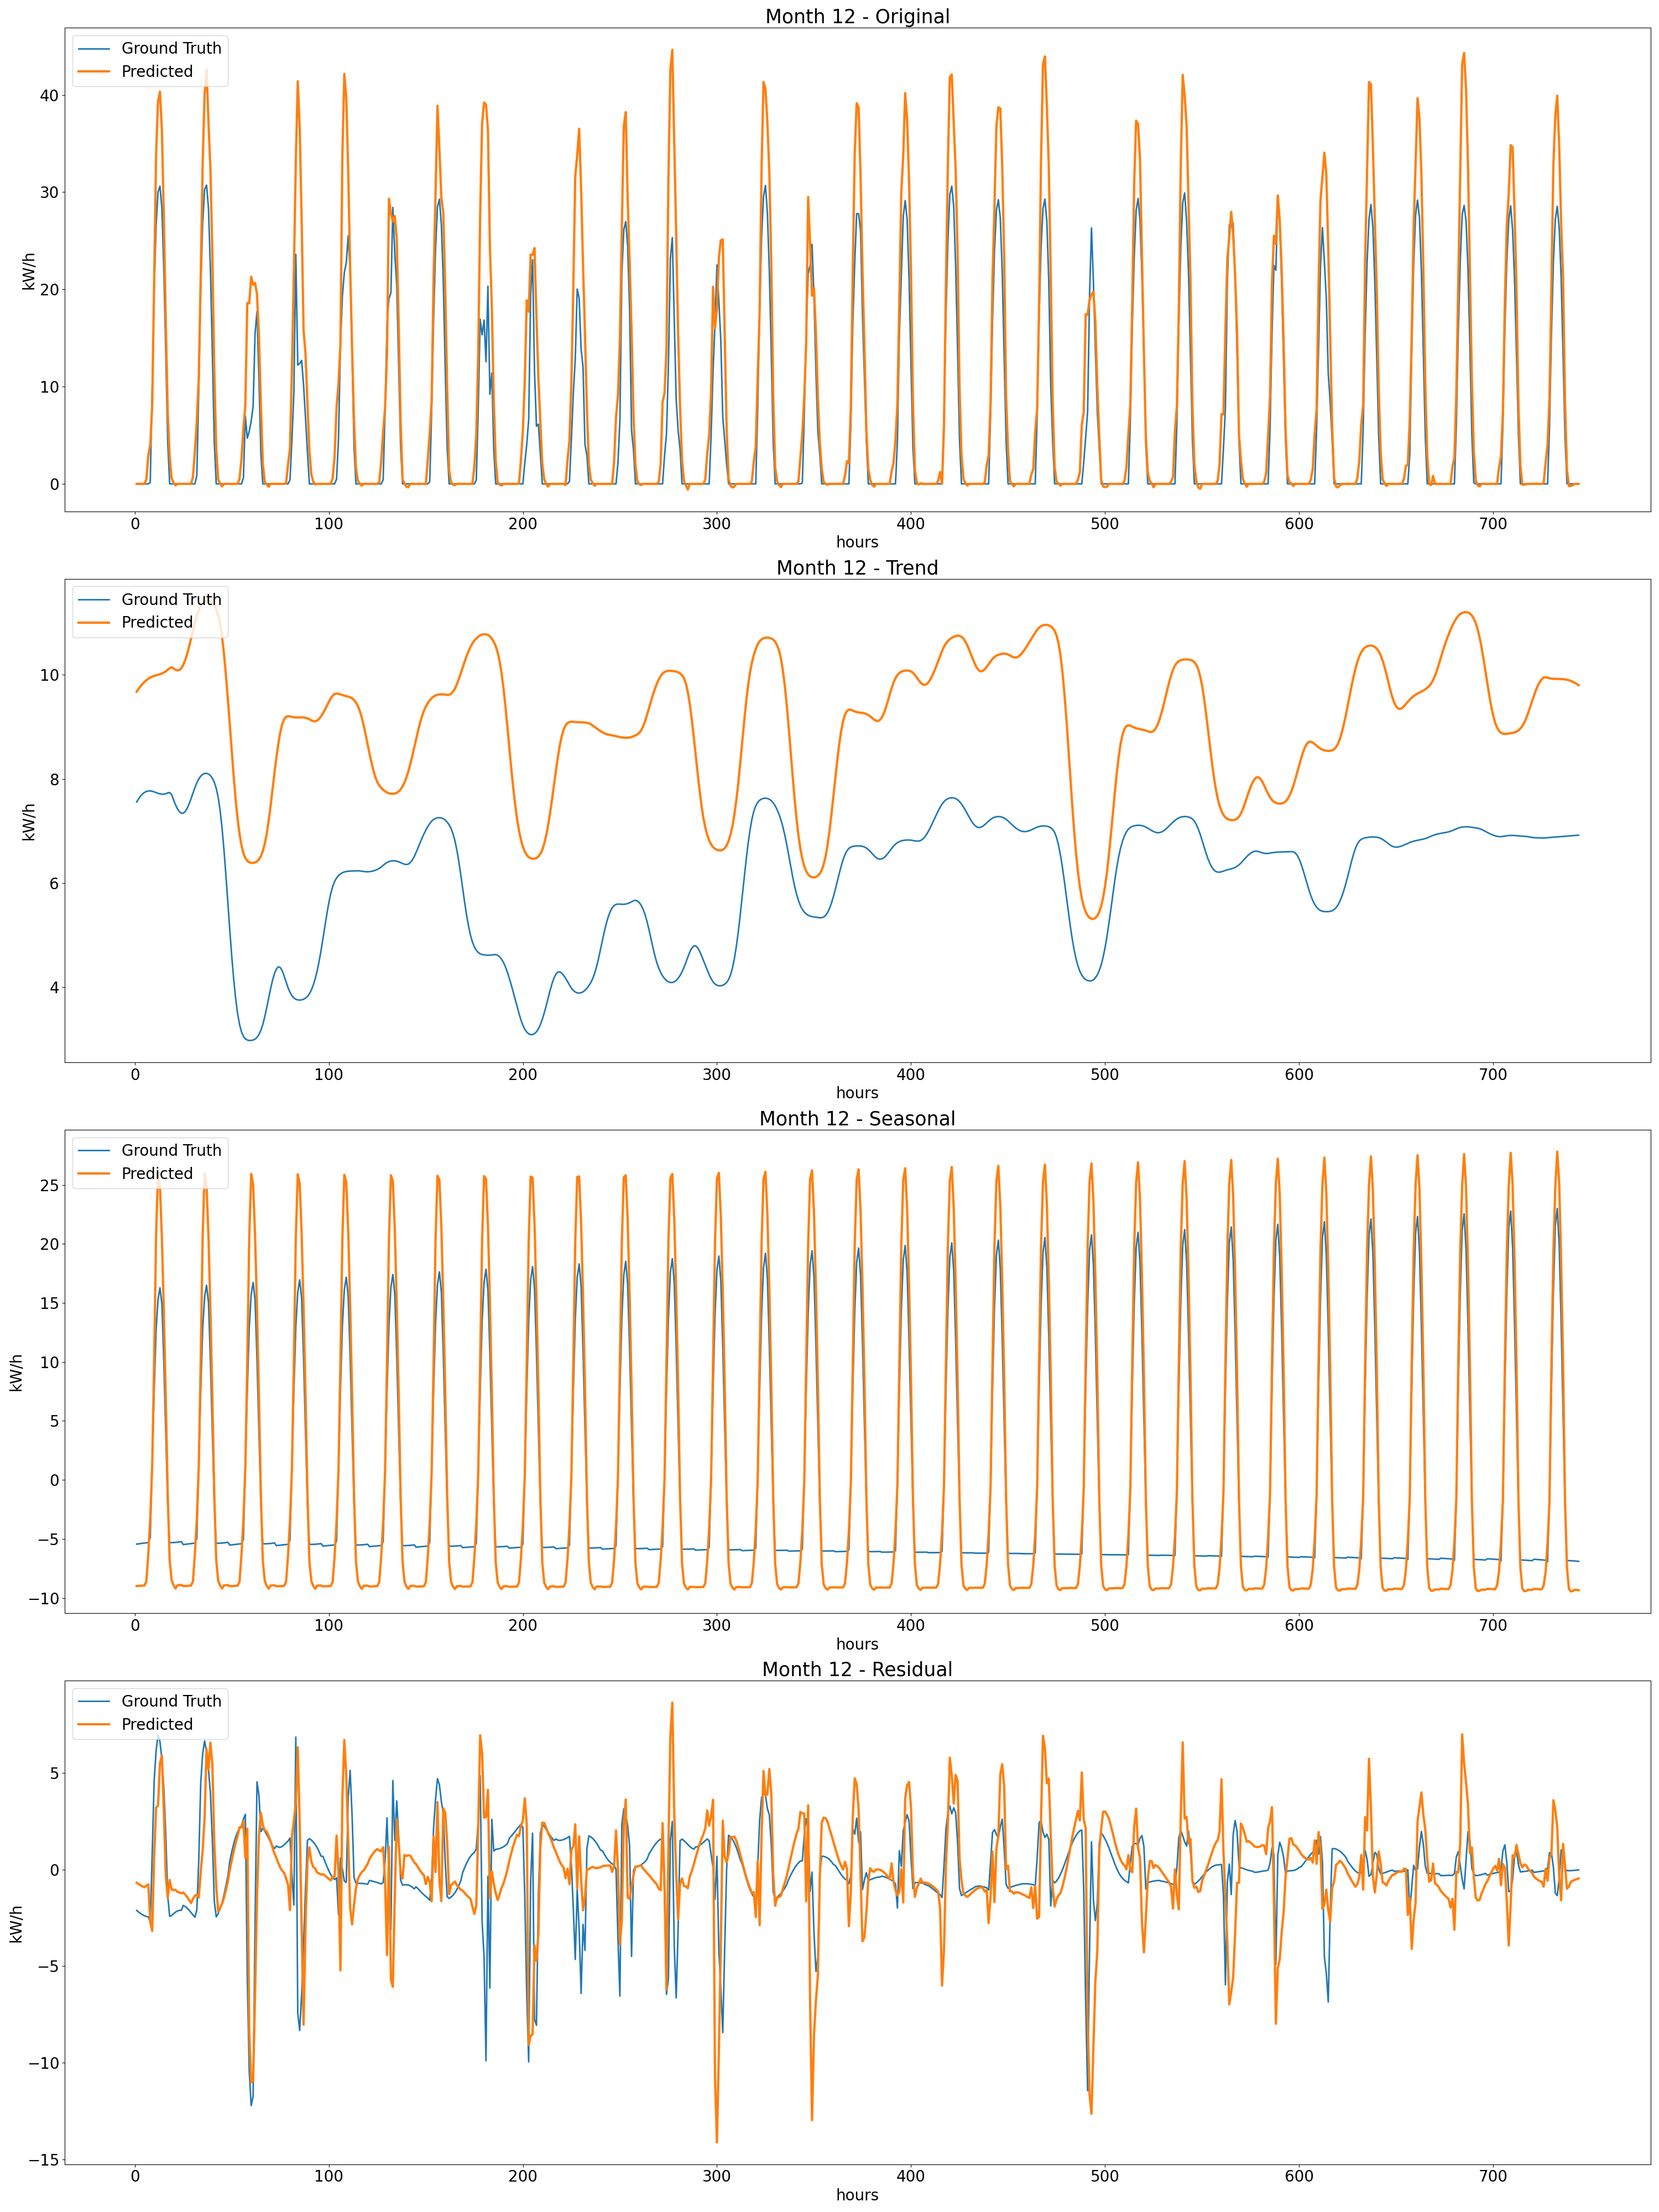 Month 12 - Original
Ground Truth
Predicted
kW/h
40
30
20
10
0
0 100 200 300 400 500 600 700
hours
Month 12 - Trend
Ground Truth
Predicted
kW/h
10
8
6
4
0 100 200 300 400 500 600 700
hours
Month 12 - Seasonal
Ground Truth
Predicted
kW/h
25
20
15
10
5
0
−5
−10
0 100 200 300 400 500 600 700
hours
Month 12 - Residual
Ground Truth
Predicted
kW/h
5
0
−5
−10
−15
0 100 200 300 400 500 600 700
hours